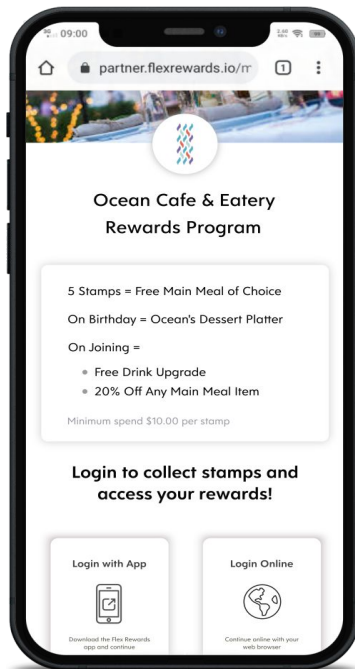 09:00
partner.flexrewards.io/m
1
Ocean Cafe & Eatery
Rewards Program
5 Stamps = Free Main Meal of Choice
On Birthday = Ocean's Dessert Platter
On Joining =
Free Drink Upgrade
20% Off Any Main Meal Item
Minimum spend $10.00 per stamp
Login to collect stamps and
access your rewards!
Login with App
Login Online
Download the Flex Rewards
app and continue
Continue online with your
web browser